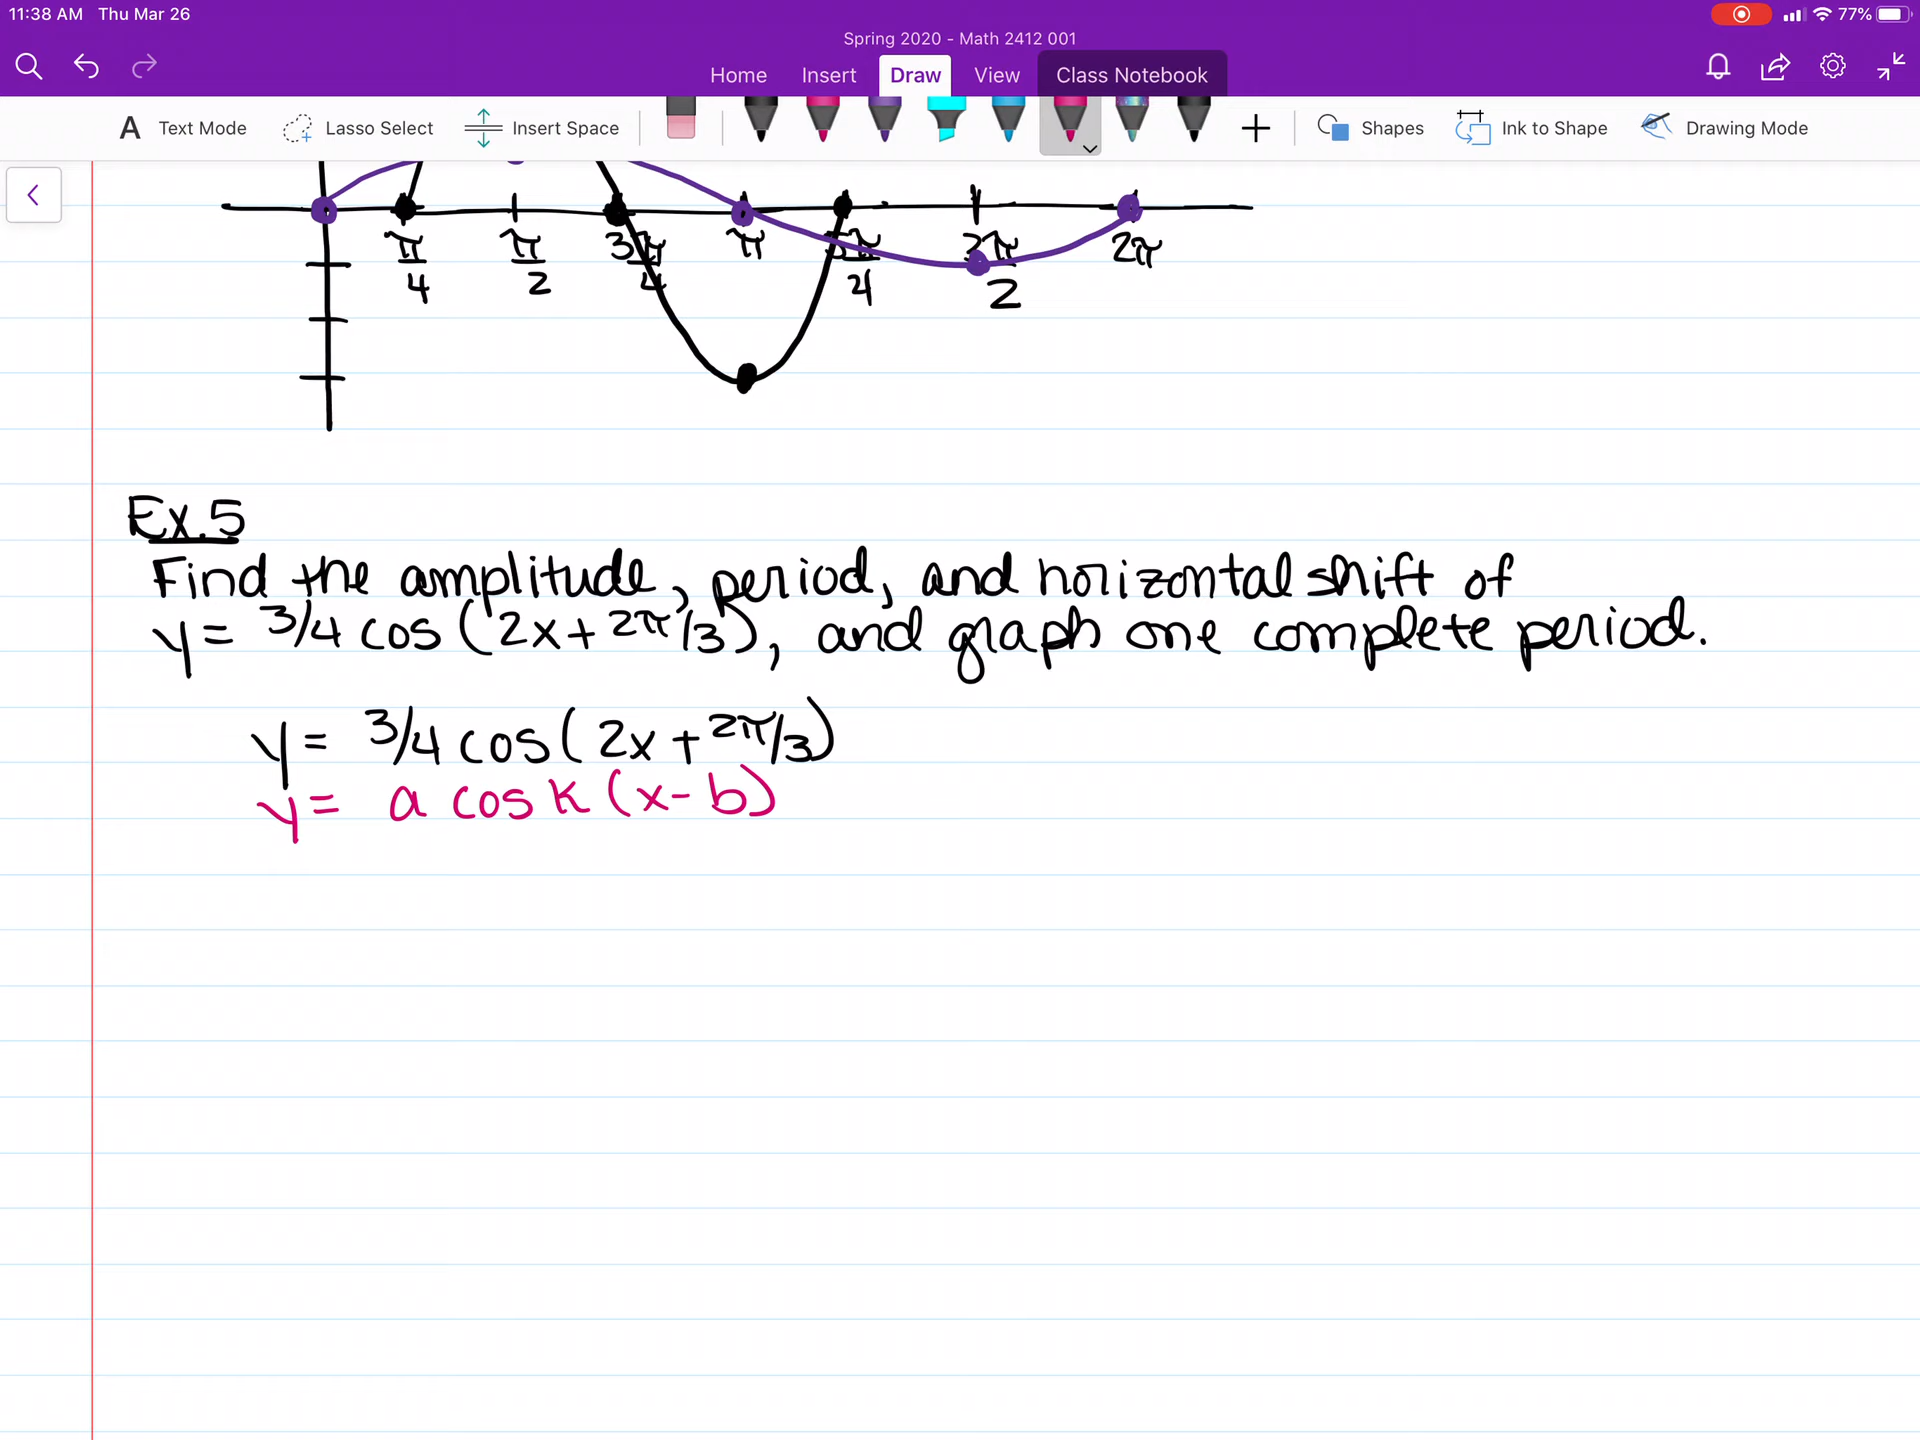 11:38 AM Thu Mar 26
77%
Spring 2020 - Math 2412 001
Home Insert Draw View Class Notebook
Text Mode Lasso Select Insert Space Shapes Ink to Shape Drawing Mode
π/4 π/2 3π/4 π 5π/4 3π/2 2π
Ex.5
Find the amplitude, period, and horizontal shift of
y = 3/4 cos (2x + 2π/3), and graph one complete period.
y = 3/4 cos (2x + 2π/3)
y = a cos k (x - b)